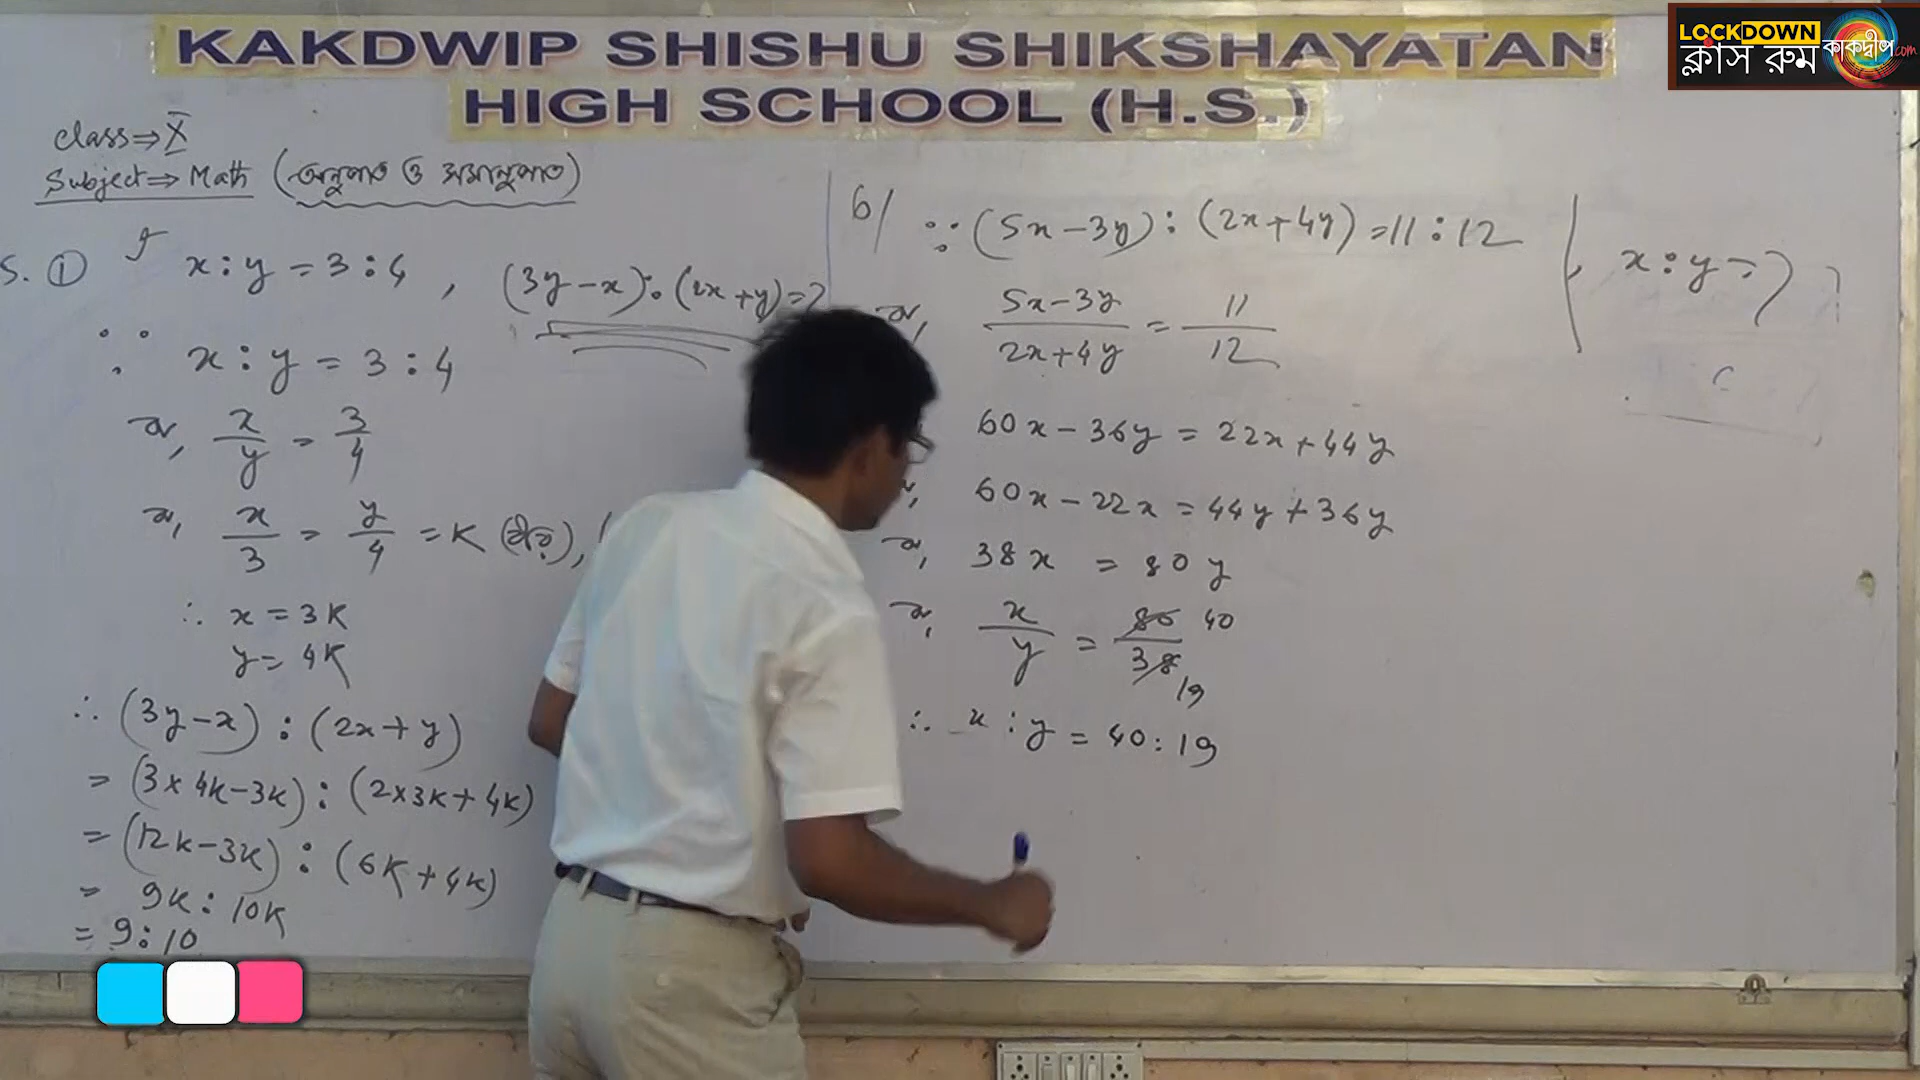 KAKDWIP SHISHU SHIKSHAYATAN
HIGH SCHOOL (H.S.)
LOCKDOWN
ক্লাস রুম কাকদ্বীপ.com
class ⇒ X
Subject ⇒ Math (অনুপাত ও সমানুপাত)
5. ① x : y = 3 : 4 , (3y - x) : (2x + y) = ?
∵ x : y = 3 : 4
বা, x/y = 3/4
বা, x/3 = y/4 = K (ধরি),
∴ x = 3K
y = 4K
∴ (3y - x) : (2x + y)
= (3 x 4K - 3K) : (2 x 3K + 4K)
= (12K - 3K) : (6K + 4K)
= 9K : 10K
= 9 : 10
6/ ∵ (5x - 3y) : (2x + 4y) = 11 : 12 , x : y = ?
বা, 5x - 3y / 2x + 4y = 11/12
60x - 36y = 22x + 44y
60x - 22x = 44y + 36y
বা, 38x = 80y
বা, x/y = 80/38 40 19
∴ x : y = 40 : 19